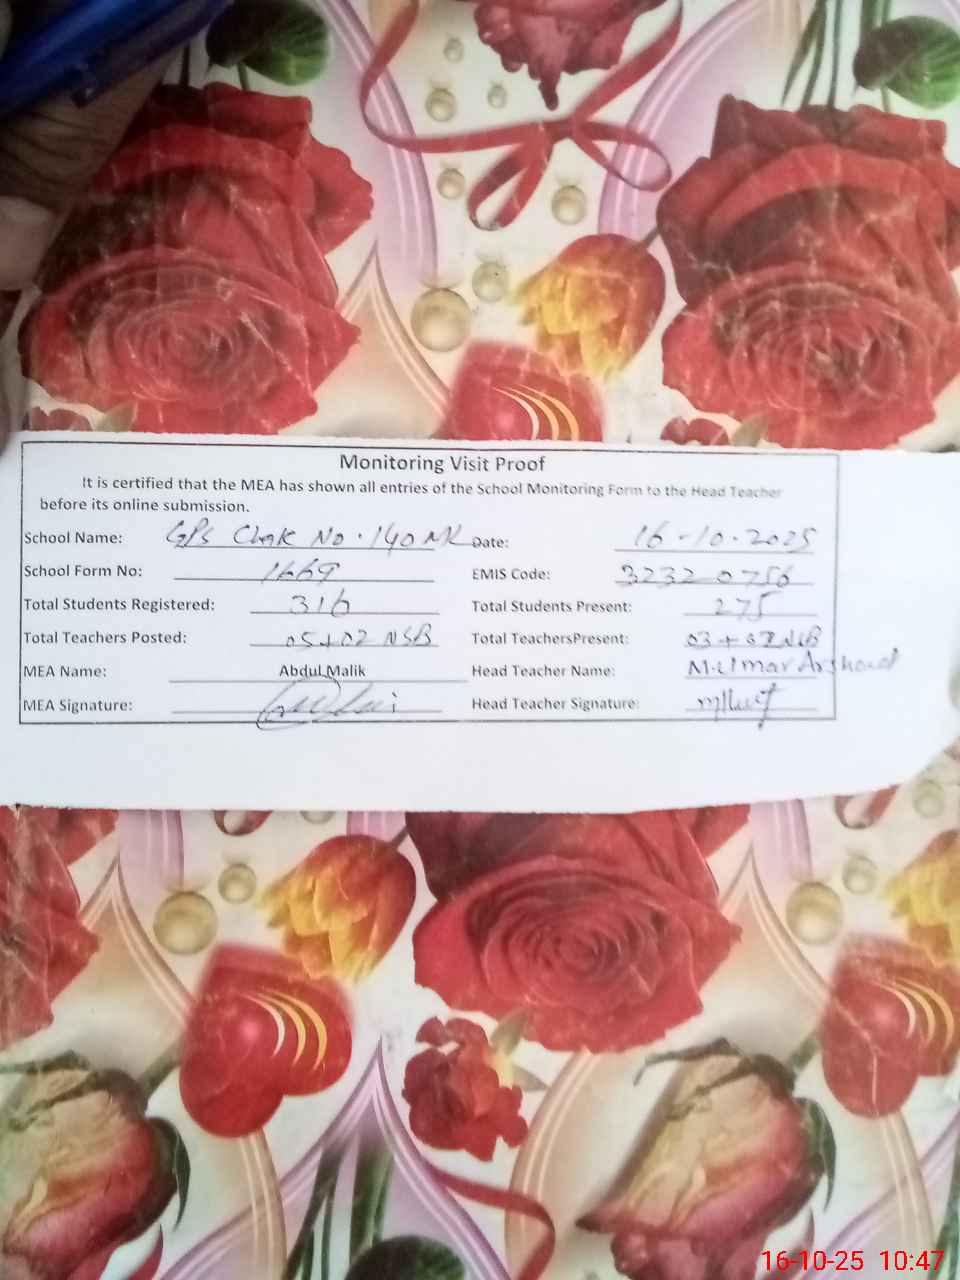 Monitoring Visit Proof
It is certified that the MEA has shown all entries of the School Monitoring Form to the Head Teacher
before its online submission.
School Name: GPS Chak No. 140 ML Date: 16-10-2025
School Form No: 1669 EMIS Code: 32320756
Total Students Registered: 316 Total Students Present: 275
Total Teachers Posted: 05+02 NSB Total TeachersPresent: 03+02 NSB
MEA Name: Abdul Malik Head Teacher Name: M. Umar Arshad
MEA Signature: Head Teacher Signature:
16-10-25 10:47